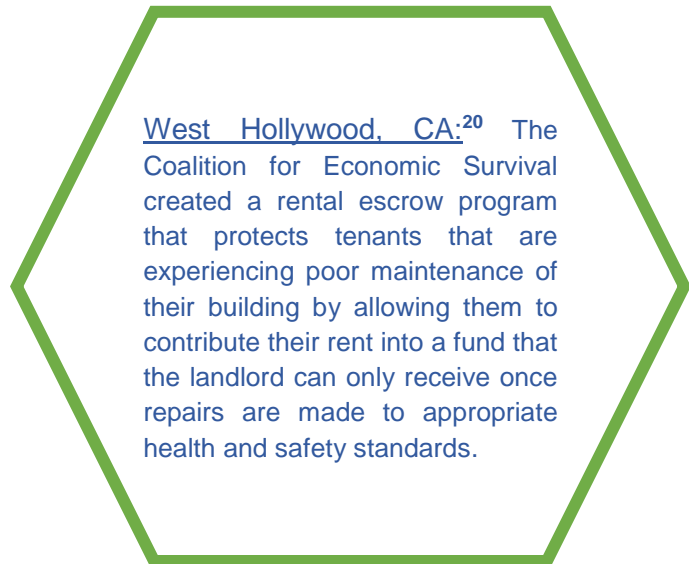 West Hollywood, CA:20 The
Coalition for Economic Survival
created a rental escrow program
that protects tenants that are
experiencing poor maintenance of
their building by allowing them to
contribute their rent into a fund that
the landlord can only receive once
repairs are made to appropriate
health and safety standards.